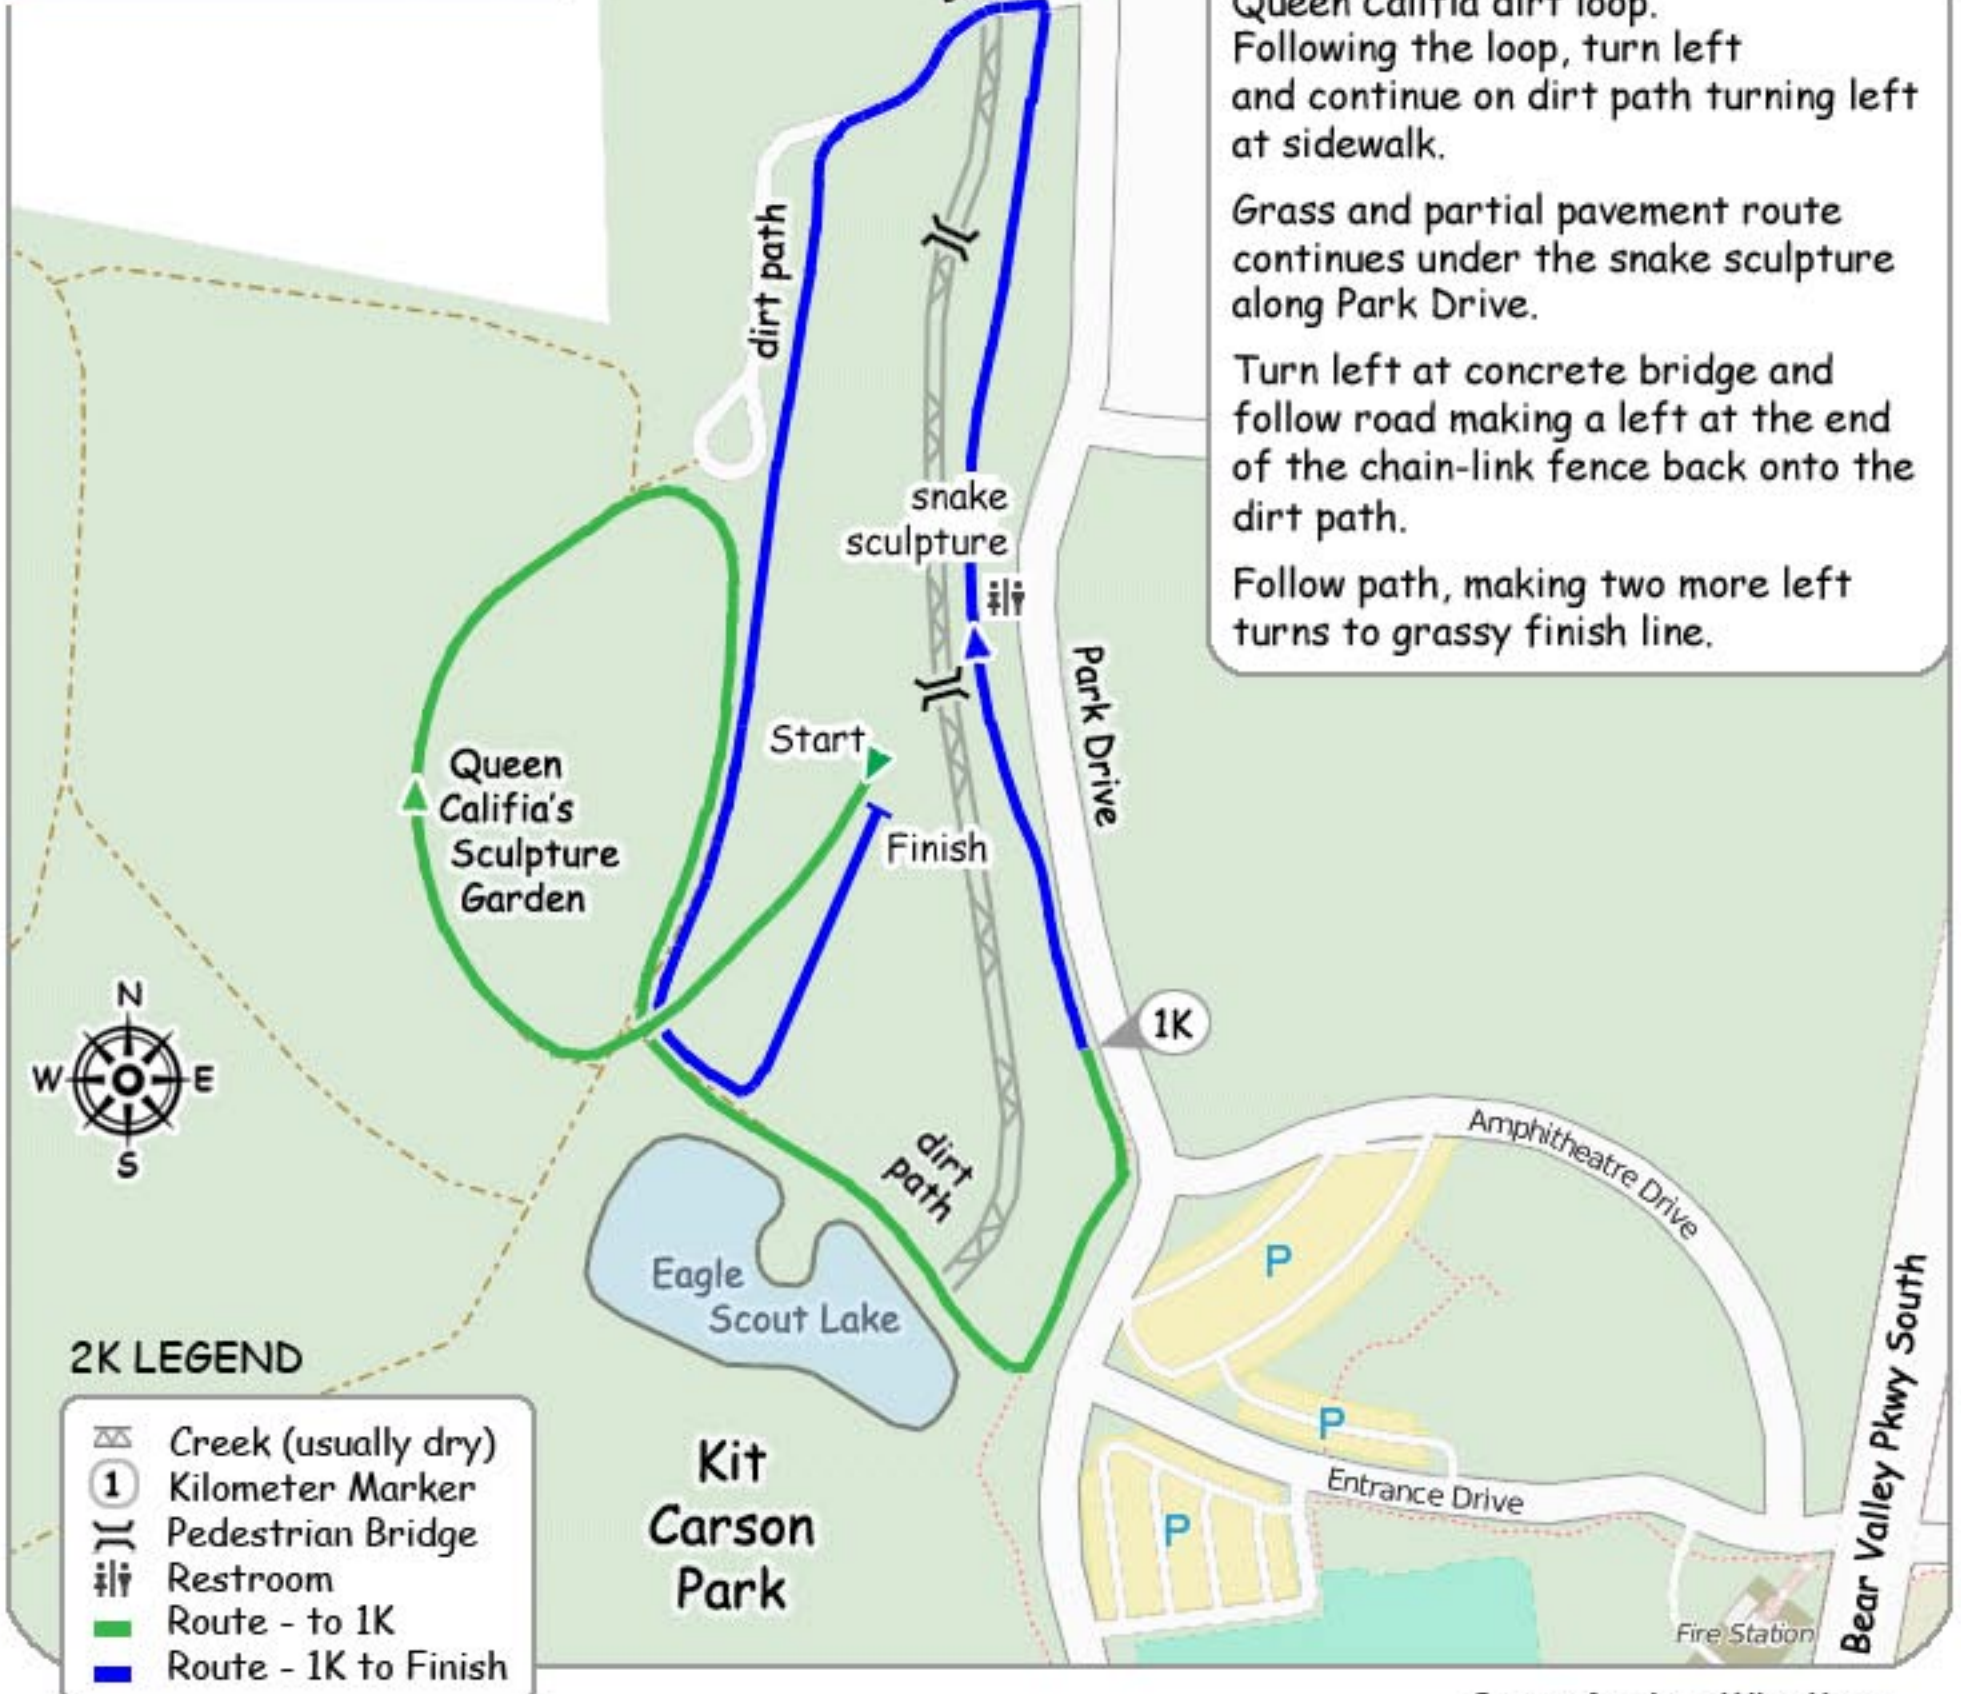 Queen Califia dirt loop.
Following the loop, turn left
and continue on dirt path turning left
at sidewalk.
Grass and partial pavement route
continues under the snake sculpture
along Park Drive.
Turn left at concrete bridge and
follow road making a left at the end
of the chain-link fence back onto the
dirt path.
Follow path, making two more left
turns to grassy finish line.
dirt path
snake
sculpture
Park Drive
Start
Finish
Queen
Califia's
Sculpture
Garden
N
W
E
S
1K
dirt
path
Amphitheatre Drive
P
Eagle
Scout Lake
Bear Valley Pkwy South
P
Entrance Drive
P
Kit
Carson
Park
Fire Station
2K LEGEND
Creek (usually dry)
1
Kilometer Marker
Pedestrian Bridge
Restroom
Route - to 1K
Route - 1K to Finish